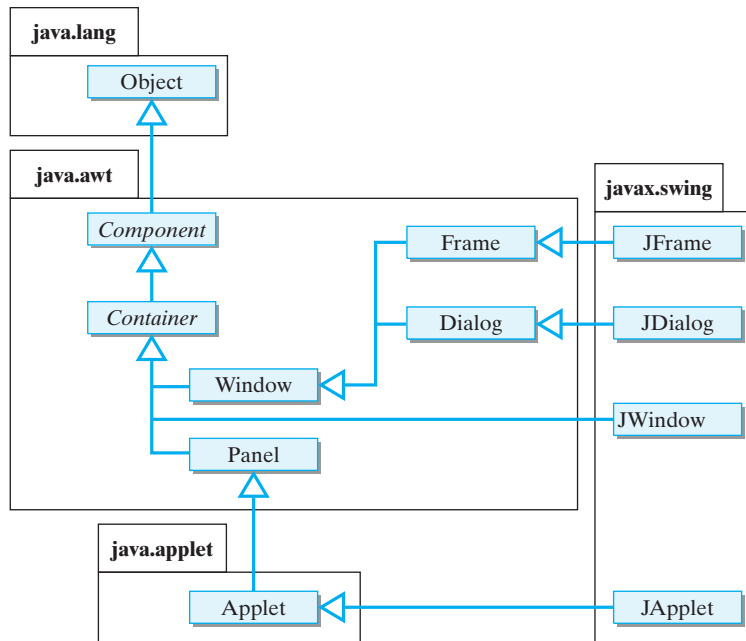 java.lang
Object
java.awt
javax.swing
Component
Frame
JFrame
Container
Dialog
JDialog
Window
JWindow
Panel
java.applet
Applet
JApplet